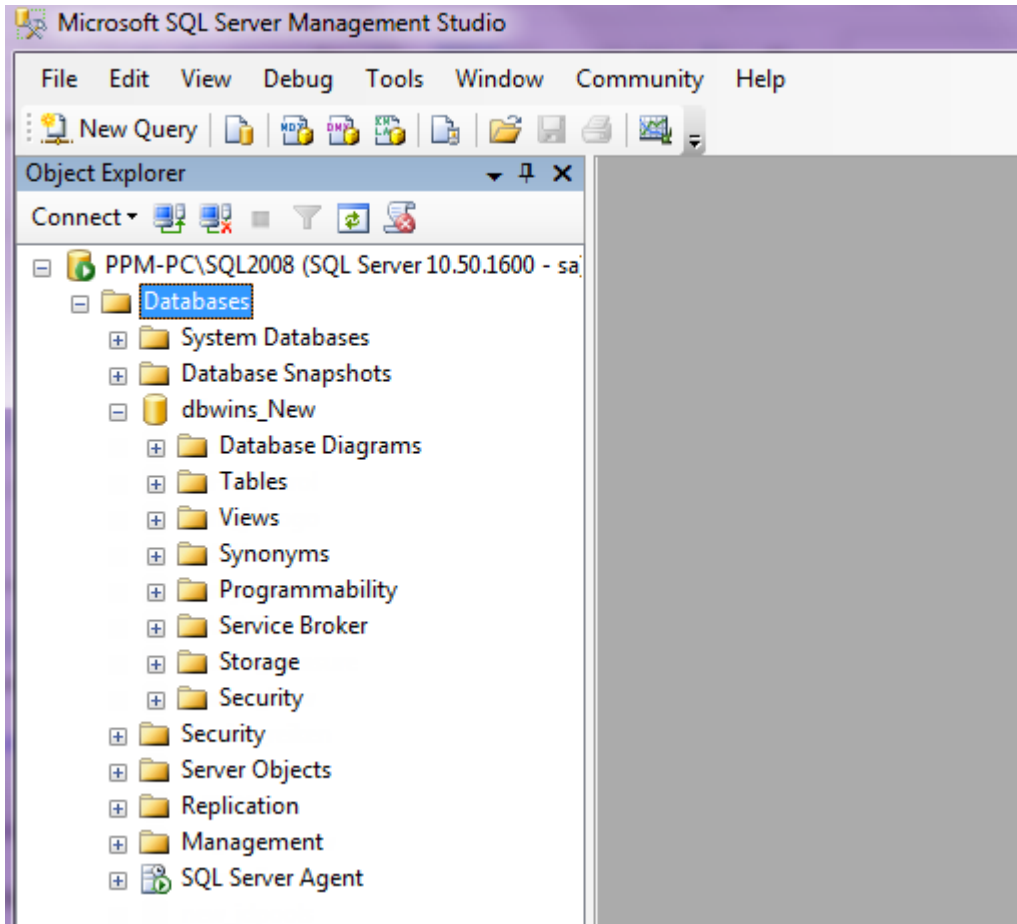 Microsoft SQL Server Management Studio
File Edit View Debug Tools Window Community Help
New Query
Object Explorer
Connect
PPM-PC\SQL2008 (SQL Server 10.50.1600 - sa)
Databases
System Databases
Database Snapshots
dbwins_New
Database Diagrams
Tables
Views
Synonyms
Programmability
Service Broker
Storage
Security
Security
Server Objects
Replication
Management
SQL Server Agent